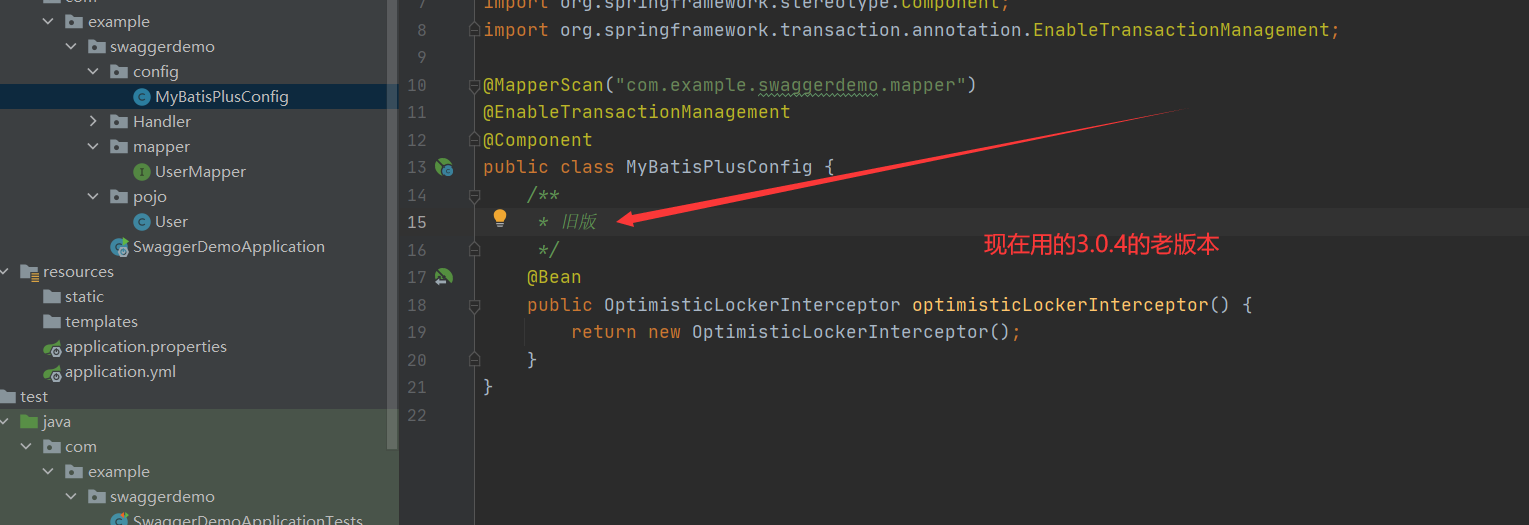 com
example
swaggerdemo
config
MyBatisPlusConfig
Handler
mapper
UserMapper
pojo
User
SwaggerDemoApplication
resources
static
templates
application.properties
application.yml
test
java
com
example
swaggerdemo
SwaggerDemoApplicationTests
7 import org.springframework.stereotype.Component;
8 import org.springframework.transaction.annotation.EnableTransactionManagement;
9
10 @MapperScan("com.example.swaggerdemo.mapper")
11 @EnableTransactionManagement
12 @Component
13 public class MyBatisPlusConfig {
14 /**
15 * 旧版
现在用的3.0.4的老版本
16 */
17 @Bean
18 public OptimisticLockerInterceptor optimisticLockerInterceptor() {
19 return new OptimisticLockerInterceptor();
20 }
21 }
22